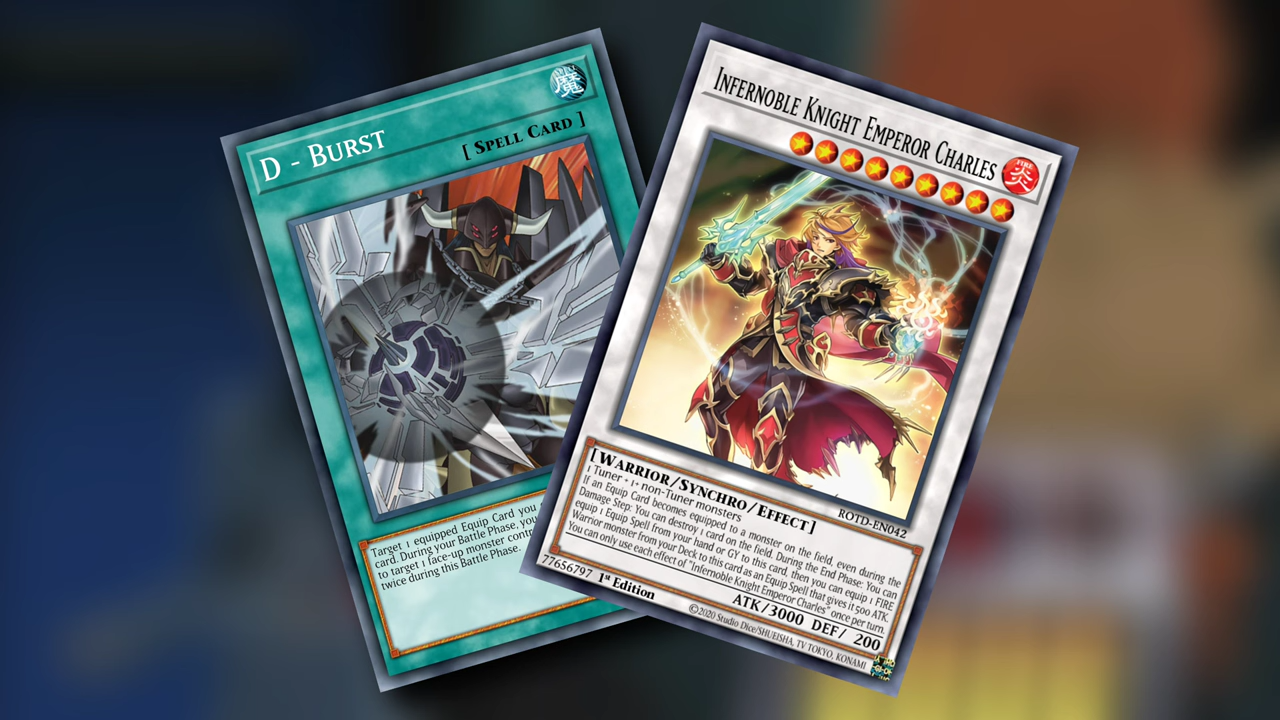 D - BURST
魔
[ SPELL CARD ]
Target 1 equipped Equip Card you
card. During your Battle Phase, you
to target 1 face-up monster cont
twice during this Battle Phase.
INFERNOBLE KNIGHT EMPEROR CHARLES
FIRE
炎
ROTD-EN042
[WARRIOR/SYNCHRO/EFFECT]
1 Tuner + 1+ non-Tuner monsters
If an Equip Card becomes equipped to a monster on the field, even during the
Damage Step: You can destroy 1 card on the field. During the End Phase: You can
equip 1 Equip Spell from your hand or GY to this card, then you can equip 1 FIRE
Warrior monster from your Deck to this card as an Equip Spell that gives it 500 ATK.
You can only use each effect of "Infernoble Knight Emperor Charles" once per turn.
ATK/3000 DEF/ 200
77656797 1st Edition
©2020 Studio Dice/SHUEISHA, TV TOKYO, KONAMI